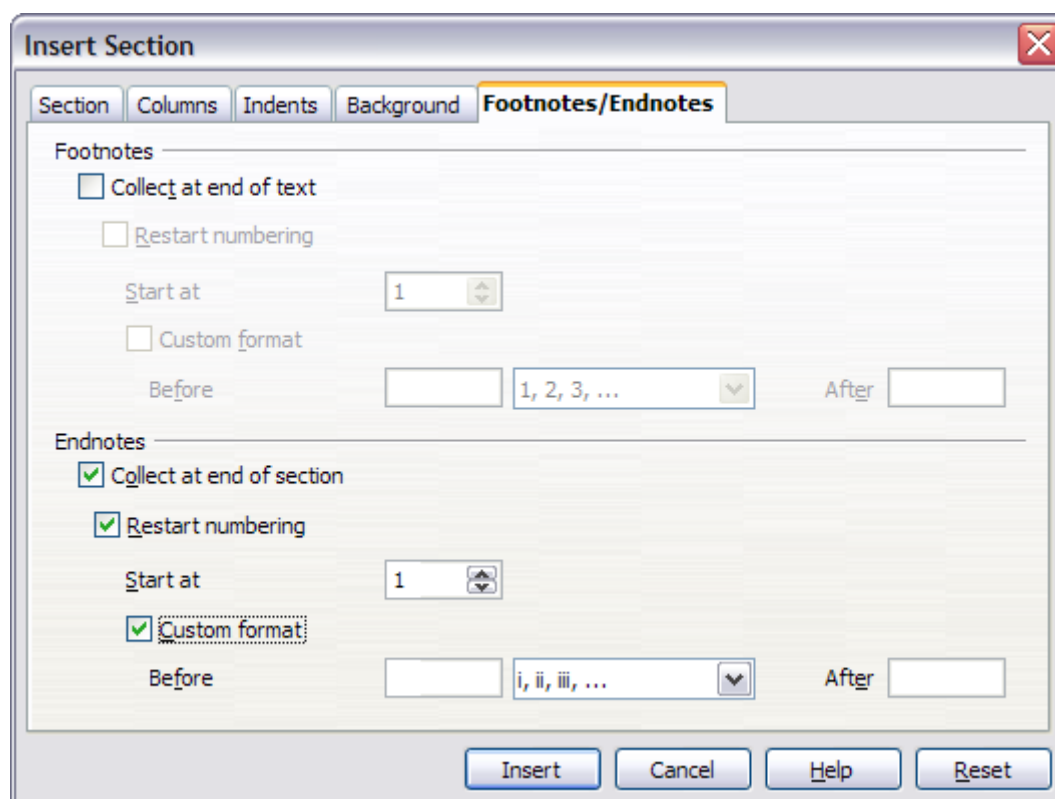 Insert Section
Section Columns Indents Background Footnotes/Endnotes
Footnotes
Collect at end of text
Restart numbering
Start at 1
Custom format
Before 1, 2, 3, ... After
Endnotes
Collect at end of section
Restart numbering
Start at 1
Custom format
Before i, ii, iii, ... After
Insert Cancel Help Reset